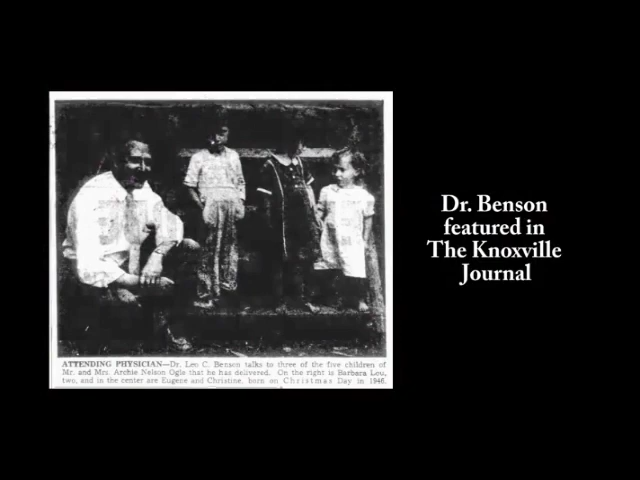 Dr. Benson
featured in
The Knoxville
Journal
ATTENDING PHYSICIAN—Dr. Leo C. Benson talks to three of the five children of
Mr. and Mrs. Archie Nelson Ogle that he has delivered. On the right is Barbara Lou,
two, and in the center are Eugene and Christine, born on Christmas Day in 1946.